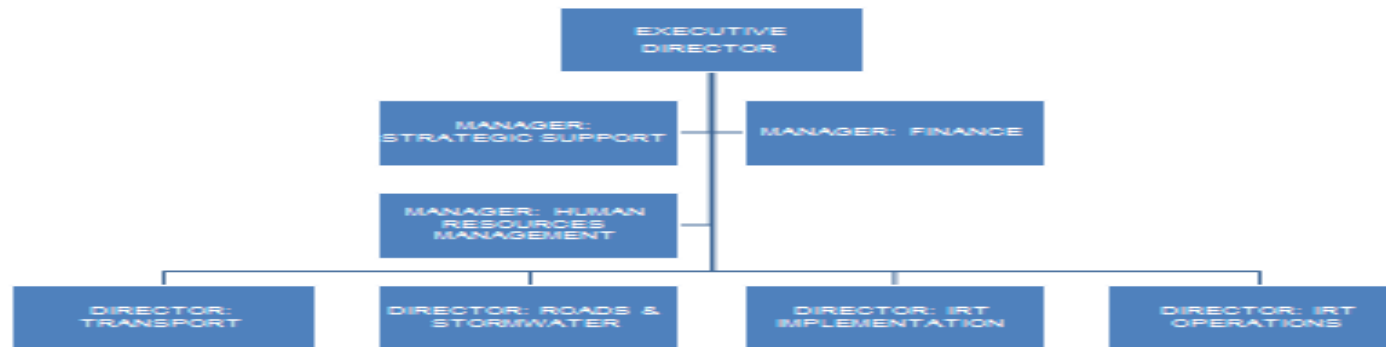 EXECUTIVE
DIRECTOR
MANAGER:
STRATEGIC SUPPORT
MANAGER: FINANCE
MANAGER: HUMAN
RESOURCES
MANAGEMENT
DIRECTOR:
TRANSPORT
DIRECTOR: ROADS &
STORMWATER
DIRECTOR: IRT
IMPLEMENTATION
DIRECTOR: IRT
OPERATIONS